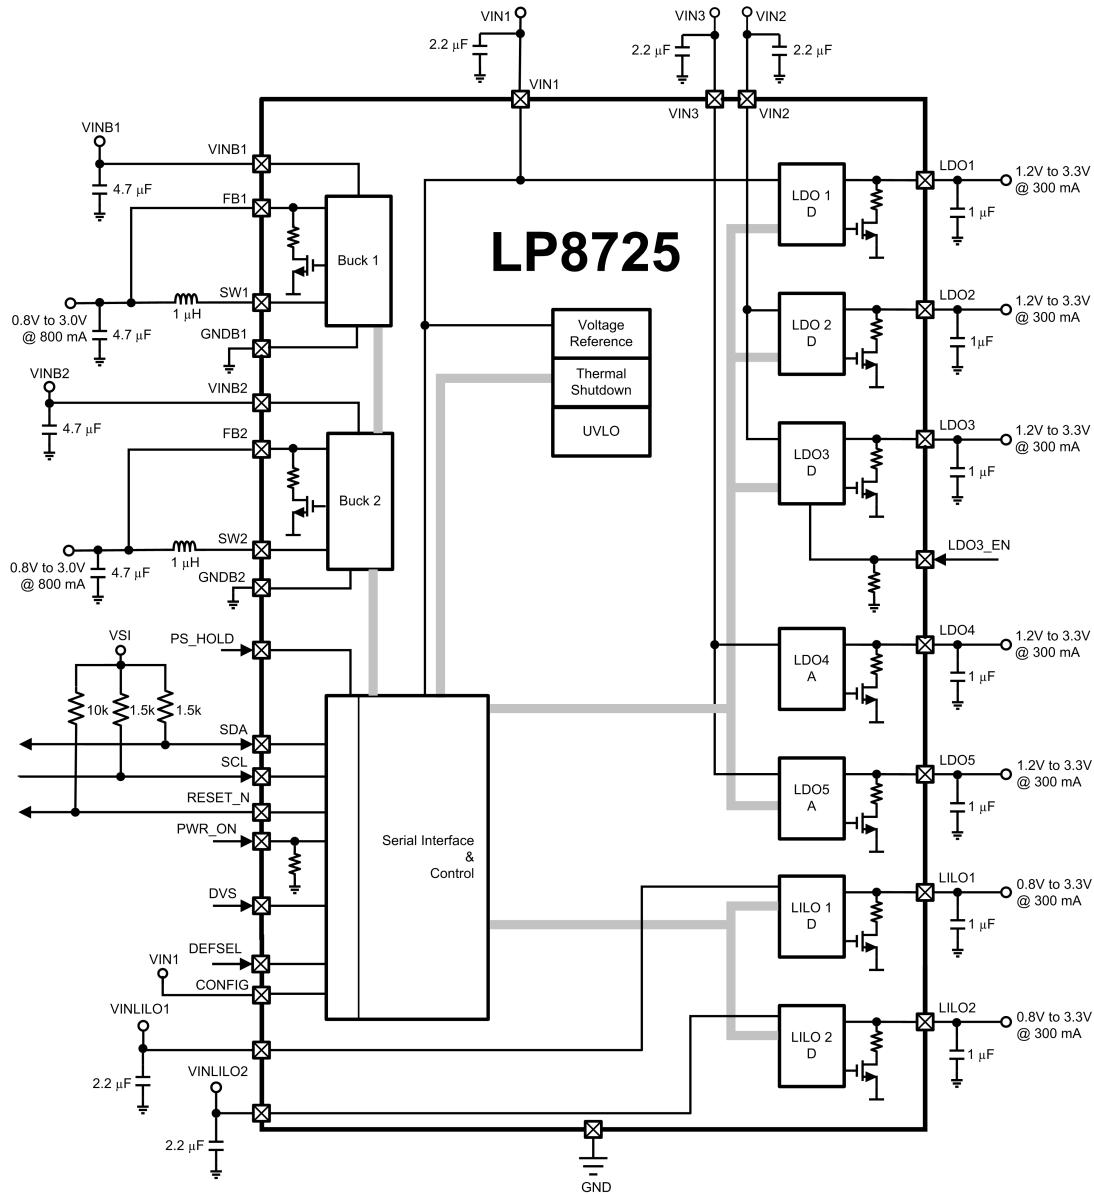 VIN1
2.2 μF
VIN3
2.2 μF
VIN2
2.2 μF
VIN1
VIN3
VIN2
VINB1
4.7 μF
VINB1
FB1
SW1
1 μH
0.8V to 3.0V
@ 800 mA
4.7 μF
GNDB1
Buck 1
VINB2
4.7 μF
VINB2
FB2
SW2
1 μH
0.8V to 3.0V
@ 800 mA
4.7 μF
GNDB2
Buck 2
LP8725
Voltage
Reference
Thermal
Shutdown
UVLO
LDO 1
D
LDO1
1.2V to 3.3V
@ 300 mA
1 μF
LDO 2
D
LDO2
1.2V to 3.3V
@ 300 mA
1μF
LDO3
D
LDO3
1.2V to 3.3V
@ 300 mA
1 μF
LDO3_EN
LDO4
A
LDO4
1.2V to 3.3V
@ 300 mA
1 μF
LDO5
A
LDO5
1.2V to 3.3V
@ 300 mA
1 μF
LILO 1
D
LILO1
0.8V to 3.3V
@ 300 mA
1 μF
LILO 2
D
LILO2
0.8V to 3.3V
@ 300 mA
1 μF
PS_HOLD
VSI
10k
1.5k
1.5k
SDA
SCL
RESET_N
PWR_ON
DVS
DEFSEL
VIN1
CONFIG
Serial Interface
&
Control
VINLILO1
2.2 μF
VINLILO2
2.2 μF
GND